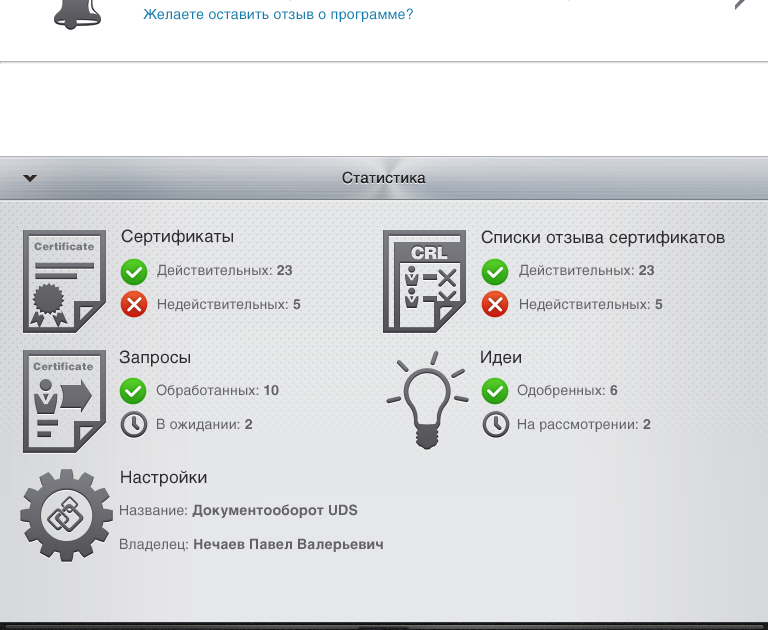 Желаете оставить отзыв о программе?
Статистика
Certificate
Сертификаты
Действительных: 23
Недействительных: 5
CRL
Списки отзыва сертификатов
Действительных: 23
Недействительных: 5
Certificate
Запросы
Обработанных: 10
В ожидании: 2
Идеи
Одобренных: 6
На рассмотрении: 2
Настройки
Название: Документооборот UDS
Владелец: Нечаев Павел Валерьевич